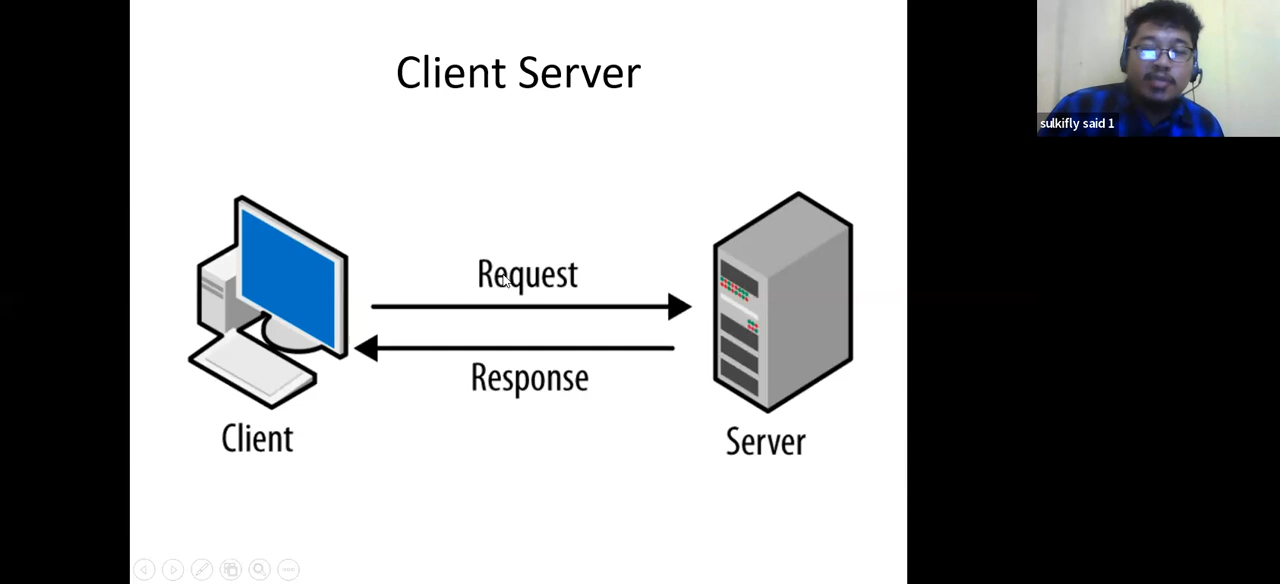 Client Server
sulkifly said 1
Request
Response
Client
Server